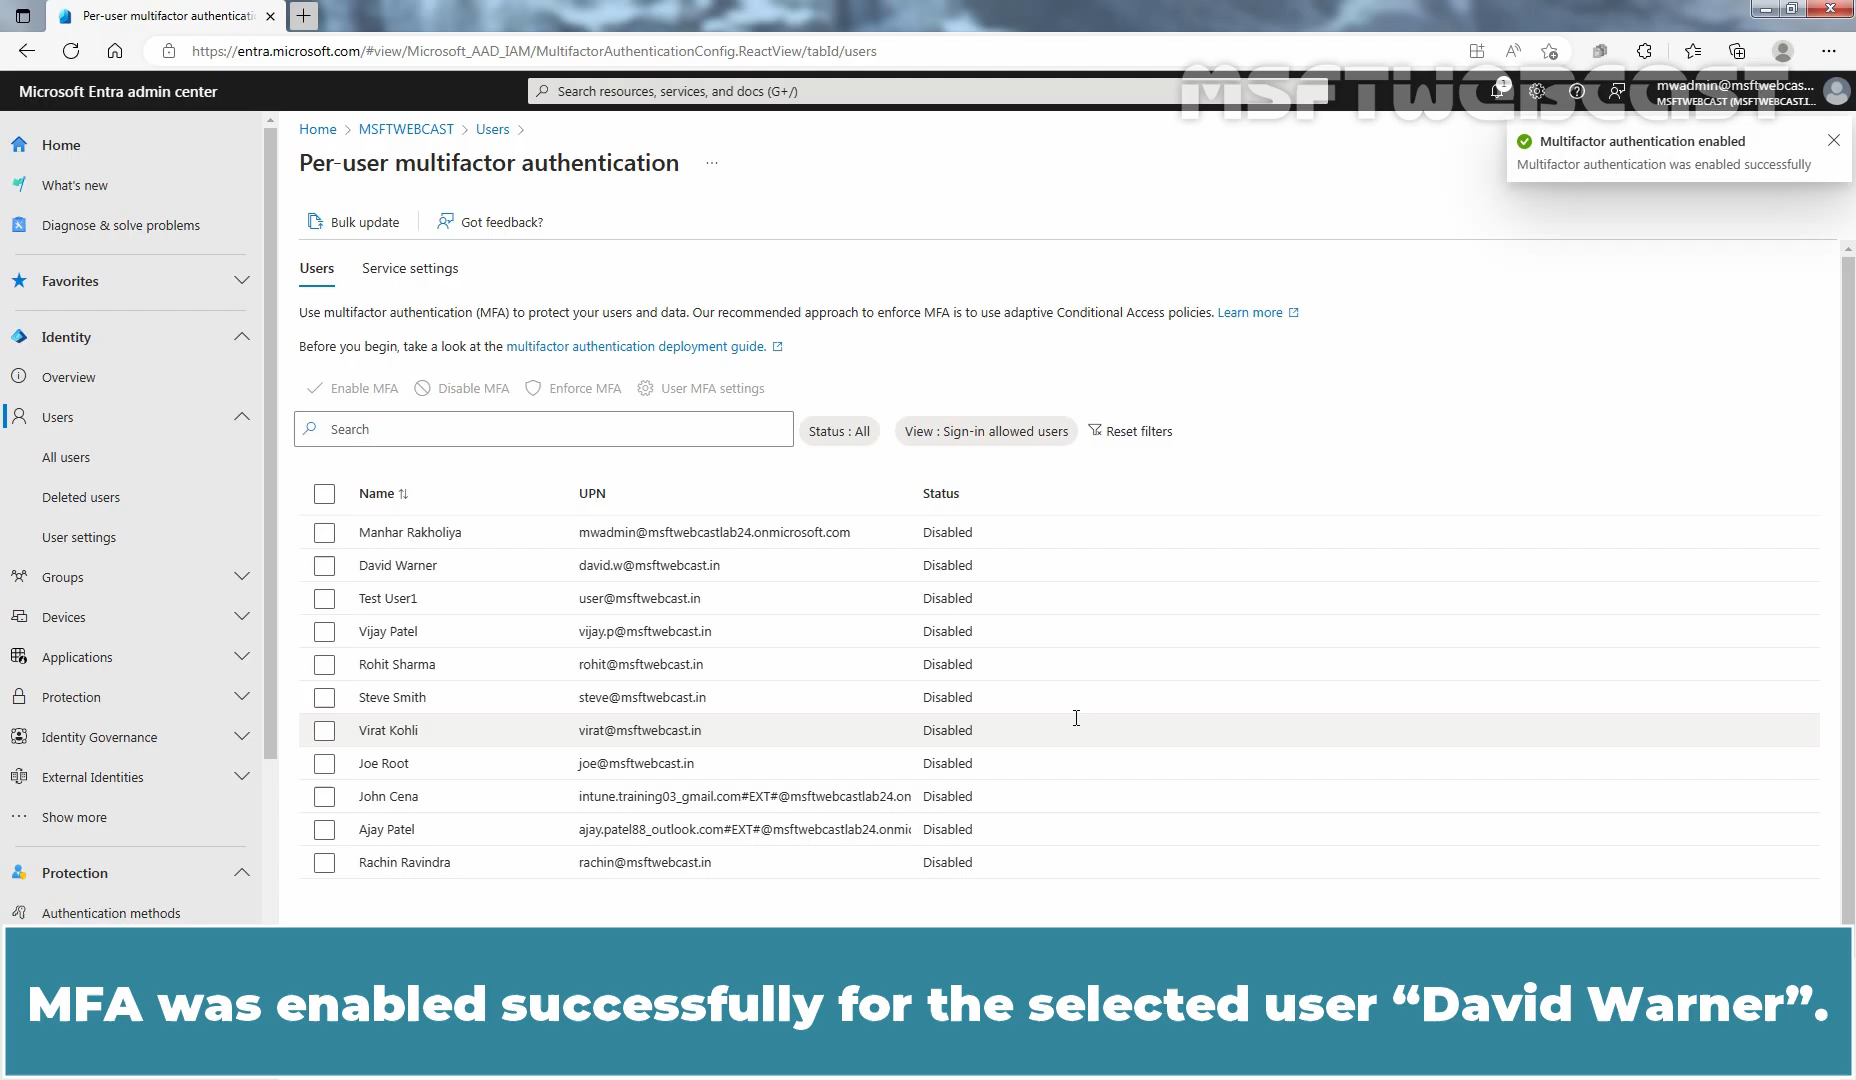 Per-user multifactor authenticati
https://entra.microsoft.com/#view/Microsoft_AAD_IAM/MultifactorAuthenticationConfig.ReactView/tabId/users
MSFTWEBCAST
Microsoft Entra admin center
Search resources, services, and docs (G+/)
1
mwadmin@msftwebcas...
MSFTWEBCAST (MSFTWEBCAST.I...
Home
What's new
Diagnose & solve problems
Favorites
Identity
Overview
Users
All users
Deleted users
User settings
Groups
Devices
Applications
Protection
Identity Governance
External Identities
Show more
Protection
Authentication methods
Home > MSFTWEBCAST > Users >
Per-user multifactor authentication ...
Multifactor authentication enabled
Multifactor authentication was enabled successfully
Bulk update Got feedback?
Users Service settings
Use multifactor authentication (MFA) to protect your users and data. Our recommended approach to enforce MFA is to use adaptive Conditional Access policies. Learn more
Before you begin, take a look at the multifactor authentication deployment guide.
Enable MFA Disable MFA Enforce MFA User MFA settings
Search Status : All View : Sign-in allowed users Reset filters
Name UPN Status
Manhar Rakholiya mwadmin@msftwebcastlab24.onmicrosoft.com Disabled
David Warner david.w@msftwebcast.in Disabled
Test User1 user@msftwebcast.in Disabled
Vijay Patel vijay.p@msftwebcast.in Disabled
Rohit Sharma rohit@msftwebcast.in Disabled
Steve Smith steve@msftwebcast.in Disabled
Virat Kohli virat@msftwebcast.in Disabled
Joe Root joe@msftwebcast.in Disabled
John Cena intune.training03_gmail.com#EXT#@msftwebcastlab24.on Disabled
Ajay Patel ajay.patel88_outlook.com#EXT#@msftwebcastlab24.onmic Disabled
Rachin Ravindra rachin@msftwebcast.in Disabled
MFA was enabled successfully for the selected user “David Warner”.